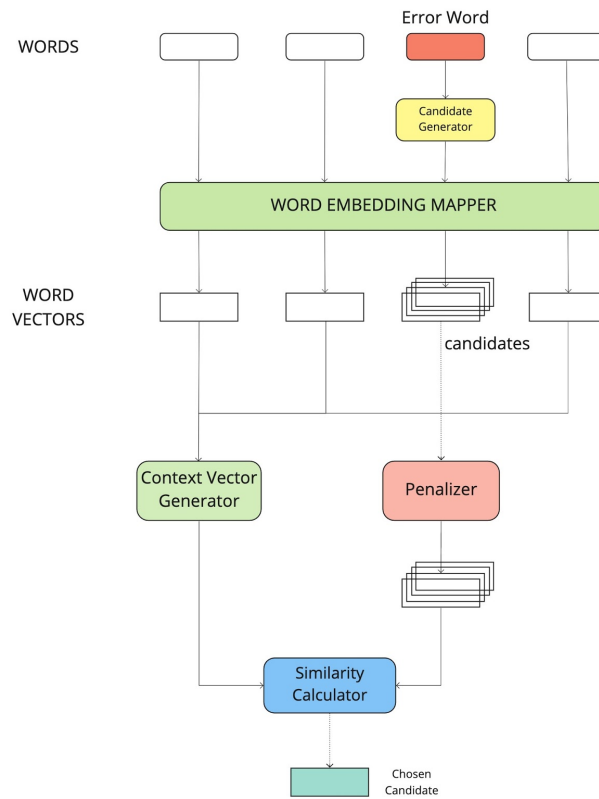 Error Word
WORDS
Candidate
Generator
WORD EMBEDDING MAPPER
WORD
VECTORS
candidates
Context Vector
Generator
Penalizer
Similarity
Calculator
Chosen
Candidate